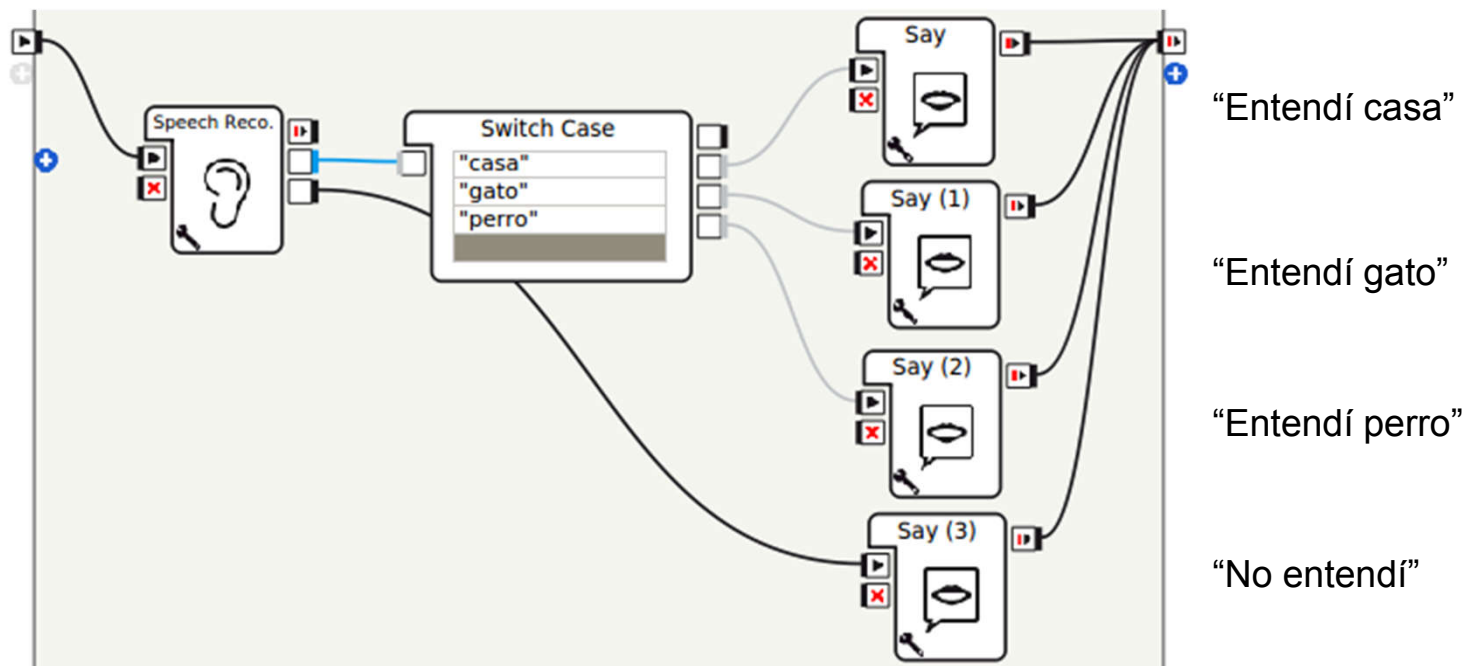 Say
“Entendí casa”
Speech Reco.
Switch Case
"casa"
"gato"
"perro"
Say (1)
“Entendí gato”
Say (2)
“Entendí perro”
Say (3)
“No entendí”